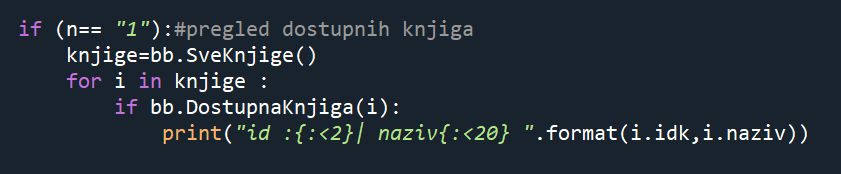 if (n== "1"):#pregled dostupnih knjiga
    knjige=bb.SveKnjige()
    for i in knjige :
        if bb.DostupnaKnjiga(i):
            print("id :{:<2}| naziv{:<20} ".format(i.idk,i.naziv))